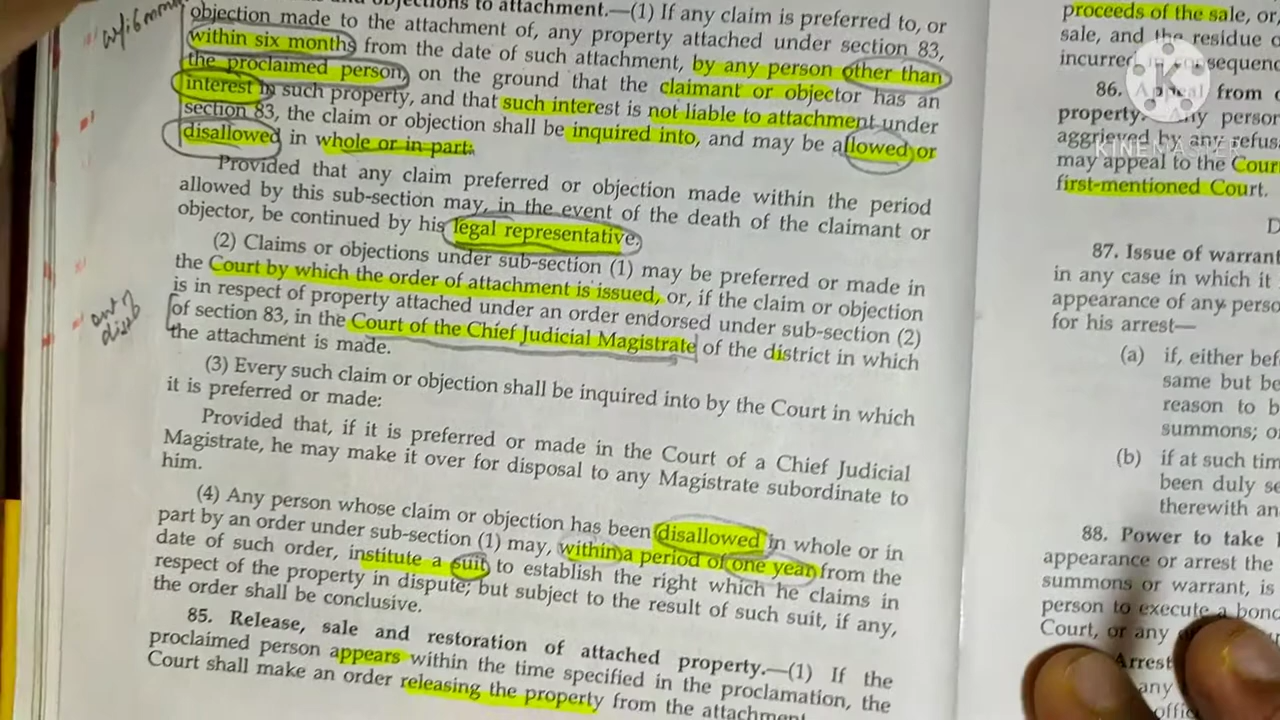 objections to attachment.—(1) If any claim is preferred to, or
objection made to the attachment of, any property attached under section 83,
within six months from the date of such attachment, by any person other than
the proclaimed person, on the ground that the claimant or objector has an
interest in such property, and that such interest is not liable to attachment under
section 83, the claim or objection shall be inquired into, and may be allowed or
disallowed in whole or in part:
Provided that any claim preferred or objection made within the period
allowed by this sub-section may, in the event of the death of the claimant or
objector, be continued by his legal representative.
(2) Claims or objections under sub-section (1) may be preferred or made in
the Court by which the order of attachment is issued, or, if the claim or objection
is in respect of property attached under an order endorsed under sub-section (2)
of section 83, in the Court of the Chief Judicial Magistrate of the district in which
the attachment is made.
(3) Every such claim or objection shall be inquired into by the Court in which
it is preferred or made:
Provided that, if it is preferred or made in the Court of a Chief Judicial
Magistrate, he may make it over for disposal to any Magistrate subordinate to
him.
(4) Any person whose claim or objection has been disallowed in whole or in
part by an order under sub-section (1) may, within a period of one year from the
date of such order, institute a suit to establish the right which he claims in
respect of the property in dispute; but subject to the result of such suit, if any,
the order shall be conclusive.
85. Release, sale and restoration of attached property.—(1) If the
proclaimed person appears within the time specified in the proclamation, the
Court shall make an order releasing the property from the attachment.
proceeds of the sale, or,
sale, and the residue
incurred in
86. Appeal from
property. Any person
aggrieved by any
may appeal to the
first-mentioned Court.
87. Issue of
in any case in which it
appearance of any
for his arrest—
(a) if, either
same but
reason to
summons;
(b) if at such
been duly
therewith
88. Power to take
appearance or arrest the
summons or warrant, is
person to execute a
Court, or any
Arrest
any
K
KINEMASTER